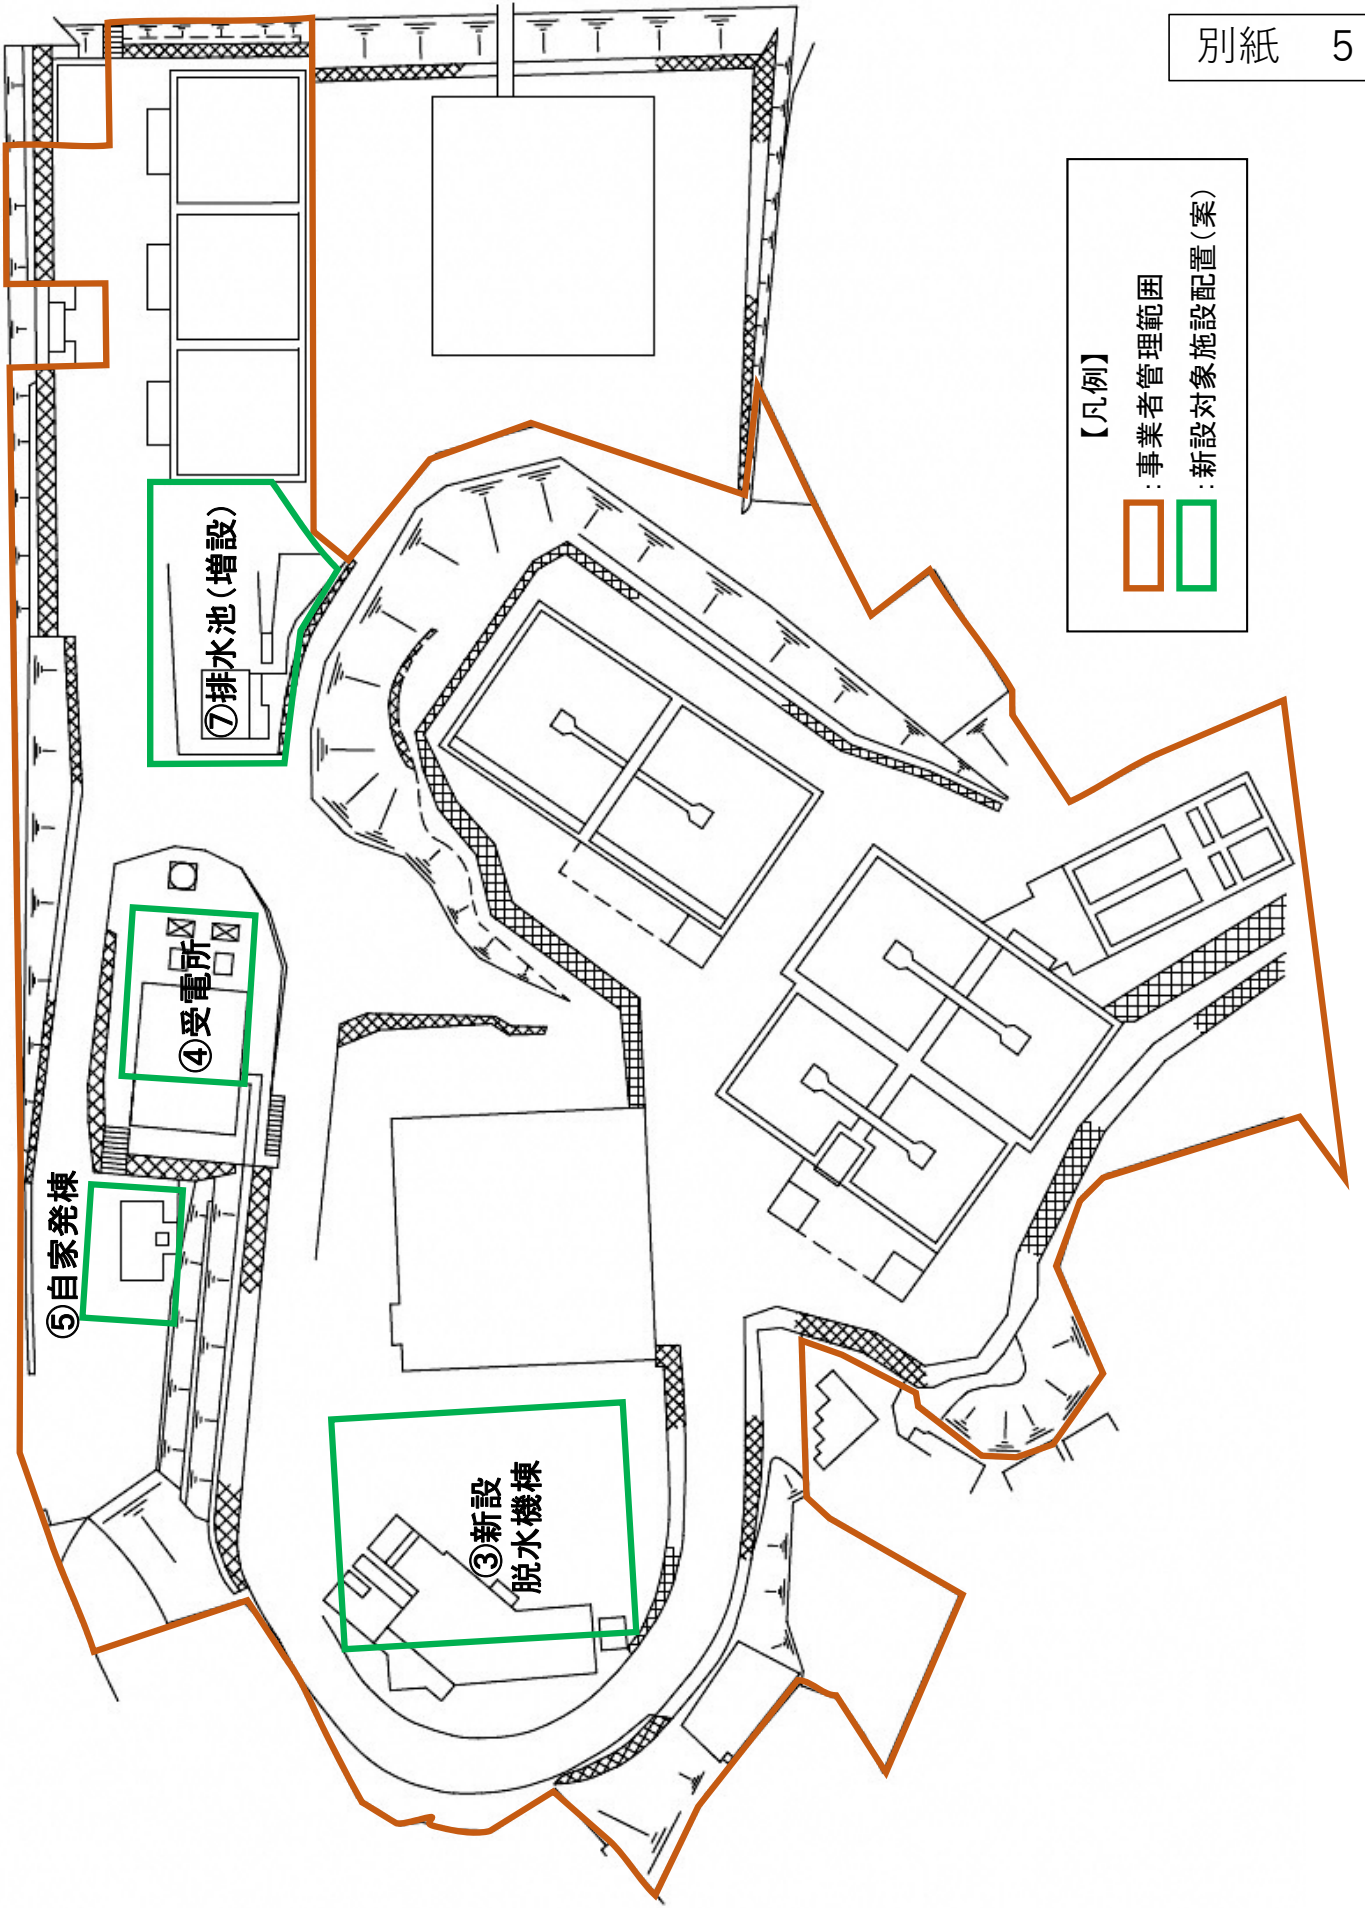 別紙　5
【凡例】
：事業者管理範囲
：新設対象施設配置（案）
⑦排水池（増設）
④受電所
⑤自家発棟
③新設
脱水機棟